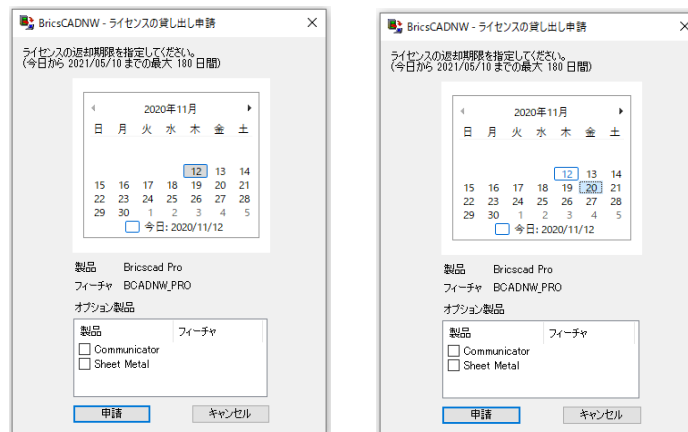 BricsCADNW - ライセンスの貸し出し申請
ライセンスの返却期限を指定してください。
(今日から 2021/05/10 までの最大 180 日間)
2020年11月
日 月 火 水 木 金 土
12 13 14
15 16 17 18 19 20 21
22 23 24 25 26 27 28
29 30 1 2 3 4 5
今日: 2020/11/12
製品 Bricscad Pro
フィーチャ BCADNW_PRO
オプション製品
製品 フィーチャ
Communicator
Sheet Metal
申請 キャンセル
BricsCADNW - ライセンスの貸し出し申請
ライセンスの返却期限を指定してください。
(今日から 2021/05/10 までの最大 180 日間)
2020年11月
日 月 火 水 木 金 土
12 13 14
15 16 17 18 19 20 21
22 23 24 25 26 27 28
29 30 1 2 3 4 5
今日: 2020/11/12
製品 Bricscad Pro
フィーチャ BCADNW_PRO
オプション製品
製品 フィーチャ
Communicator
Sheet Metal
申請 キャンセル